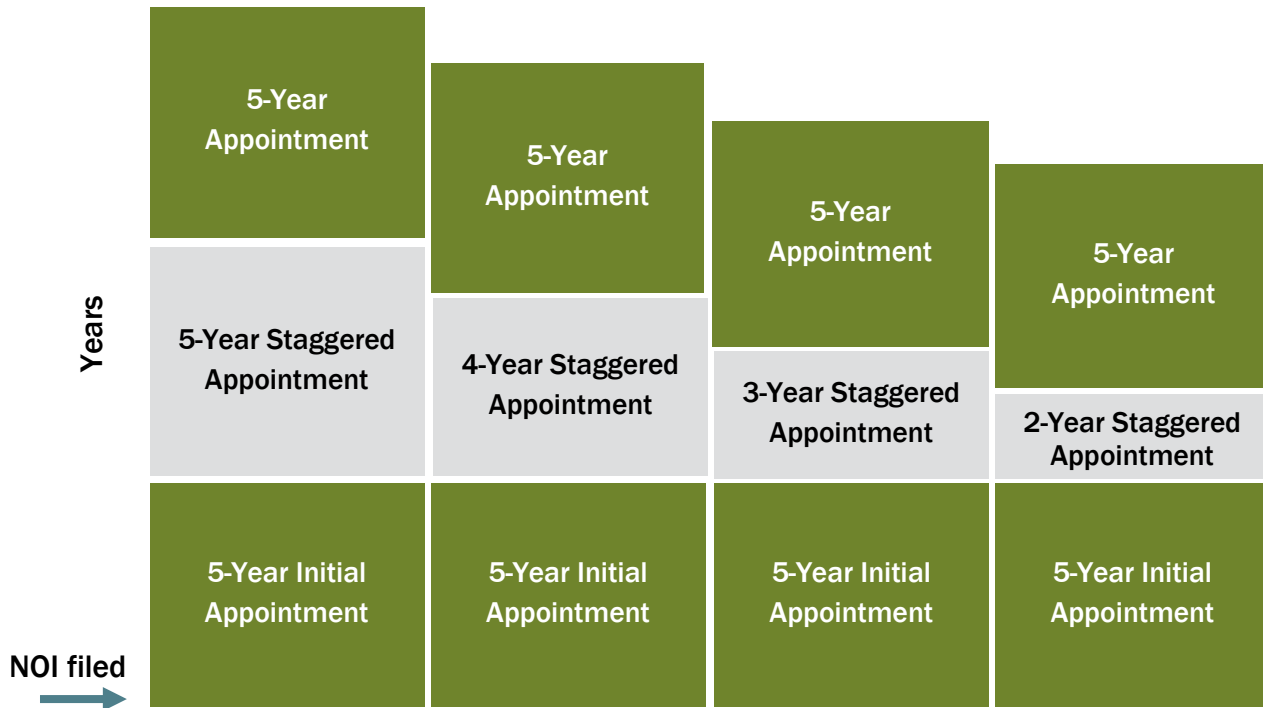 5-Year
Appointment
5-Year
Appointment
5-Year
Appointment
5-Year
Appointment
Years
5-Year Staggered
Appointment
4-Year Staggered
Appointment
3-Year Staggered
Appointment
2-Year Staggered
Appointment
5-Year Initial
Appointment
5-Year Initial
Appointment
5-Year Initial
Appointment
5-Year Initial
Appointment
NOI filed